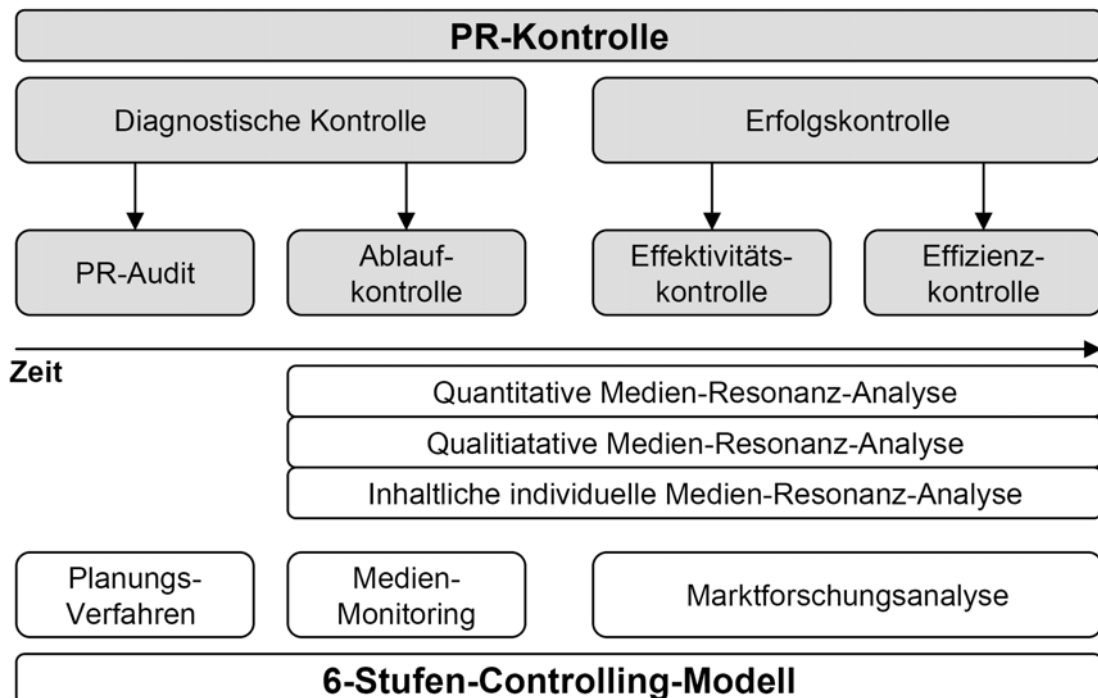 PR-Kontrolle
Diagnostische Kontrolle
Erfolgskontrolle
PR-Audit
Ablauf-
kontrolle
Effektivitäts-
kontrolle
Effizienz-
kontrolle
Zeit
Quantitative Medien-Resonanz-Analyse
Qualitiatative Medien-Resonanz-Analyse
Inhaltliche individuelle Medien-Resonanz-Analyse
Planungs-
Verfahren
Medien-
Monitoring
Marktforschungsanalyse
6-Stufen-Controlling-Modell